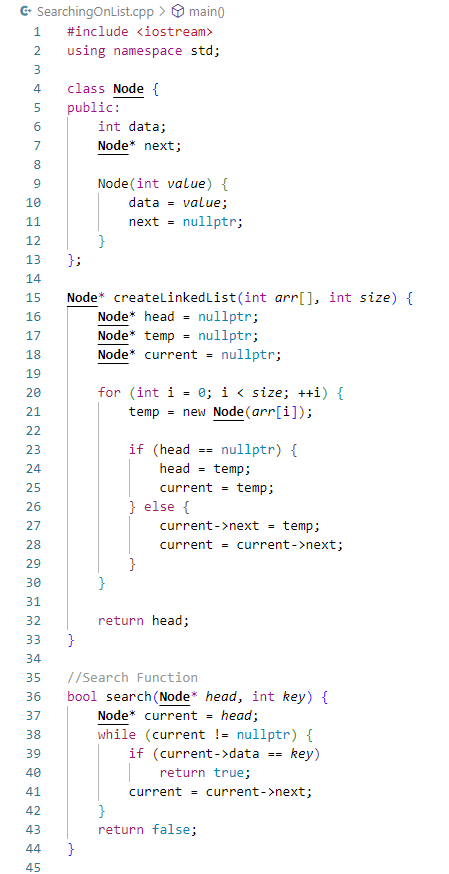 SearchingOnList.cpp > main()
1 #include <iostream>
2 using namespace std;
3
4 class Node {
5 public:
6     int data;
7     Node* next;
8
9     Node(int value) {
10         data = value;
11         next = nullptr;
12     }
13 };
14
15 Node* createLinkedList(int arr[], int size) {
16     Node* head = nullptr;
17     Node* temp = nullptr;
18     Node* current = nullptr;
19
20     for (int i = 0; i < size; ++i) {
21         temp = new Node(arr[i]);
22
23         if (head == nullptr) {
24             head = temp;
25             current = temp;
26         } else {
27             current->next = temp;
28             current = current->next;
29         }
30     }
31
32     return head;
33 }
34
35 //Search Function
36 bool search(Node* head, int key) {
37     Node* current = head;
38     while (current != nullptr) {
39         if (current->data == key)
40             return true;
41         current = current->next;
42     }
43     return false;
44 }
45